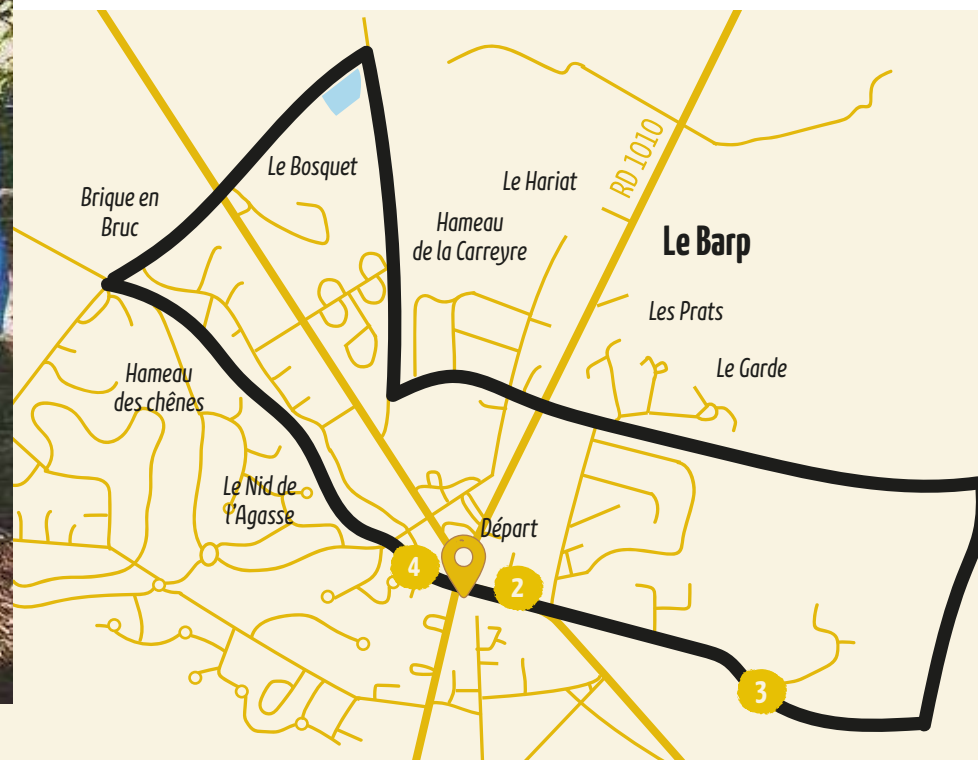 RD 1010
Le Bosquet
Le Hariat
Brique en
Bruc
Hameau
de la Carreyre
Le Barp
Les Prats
Le Garde
Hameau
des chênes
Le Nid de
l'Agasse
Départ
4
2
3